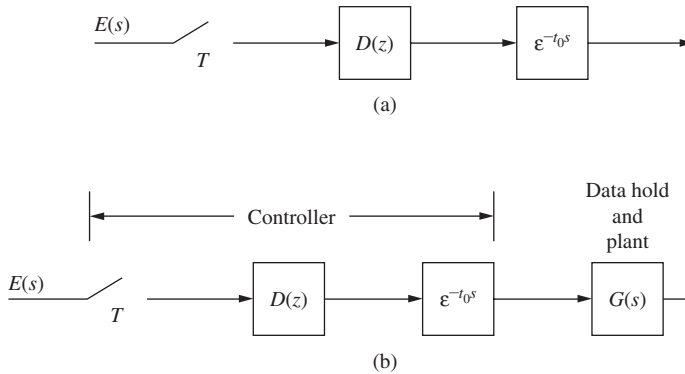 E(s)
T
D(z)
ε^{-t_0 s}
(a)
Data hold
and
plant
Controller
E(s)
T
D(z)
ε^{-t_0 s}
G(s)
(b)